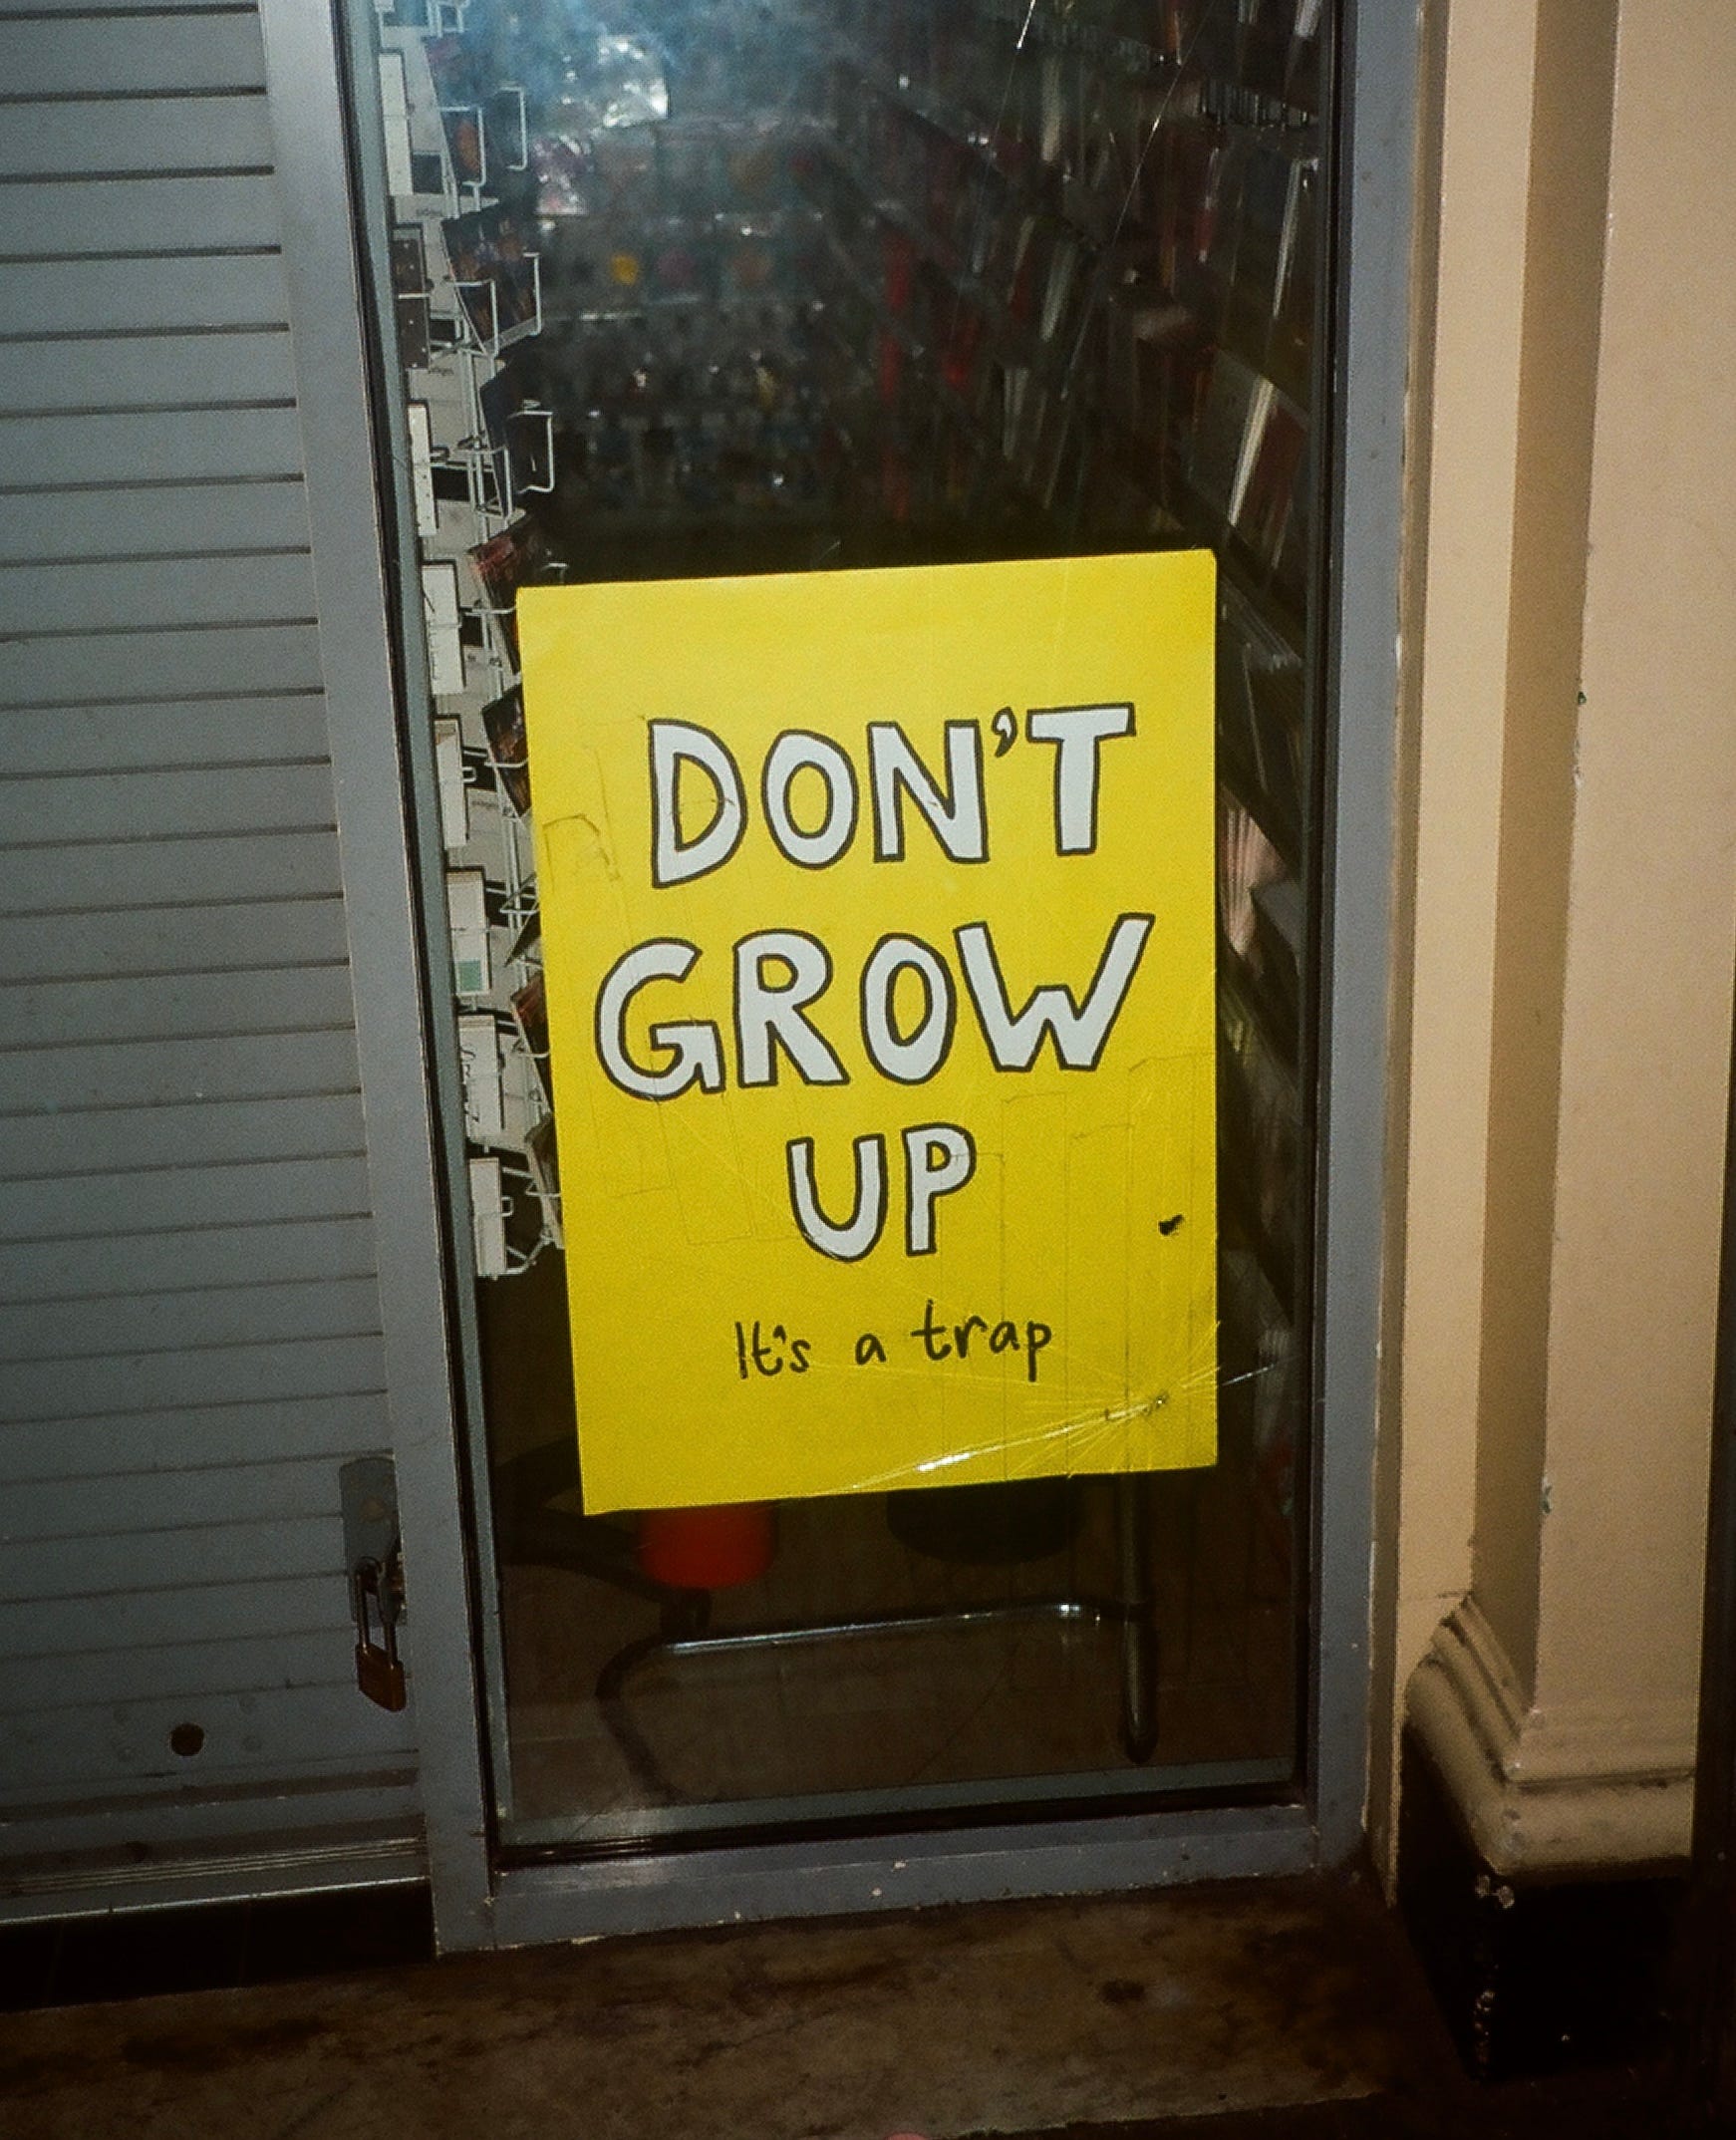 DON'T
GROW
UP
It's a trap